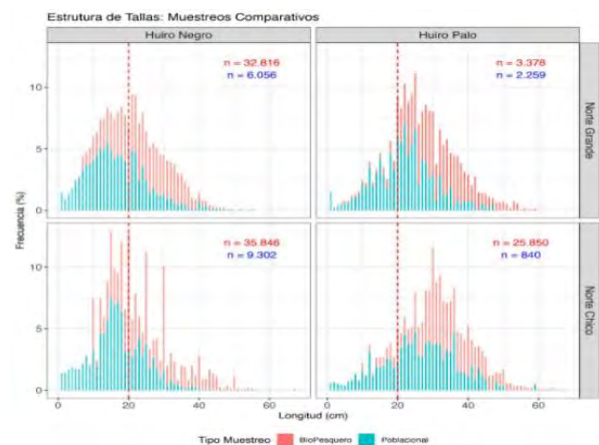 Estructura de Tallas: Muestreos Comparativos
Huiro Negro
Huiro Palo
n = 32.816
n = 6.056
n = 3.378
n = 2.259
Norte Grande
10
5
0
n = 35.846
n = 9.302
n = 25.850
n = 840
Norte Chico
10
5
0
Frecuencia (%)
0 20 40 60 0 20 40 60
Longitud (cm)
Tipo Muestreo BioPesquero Poblacional